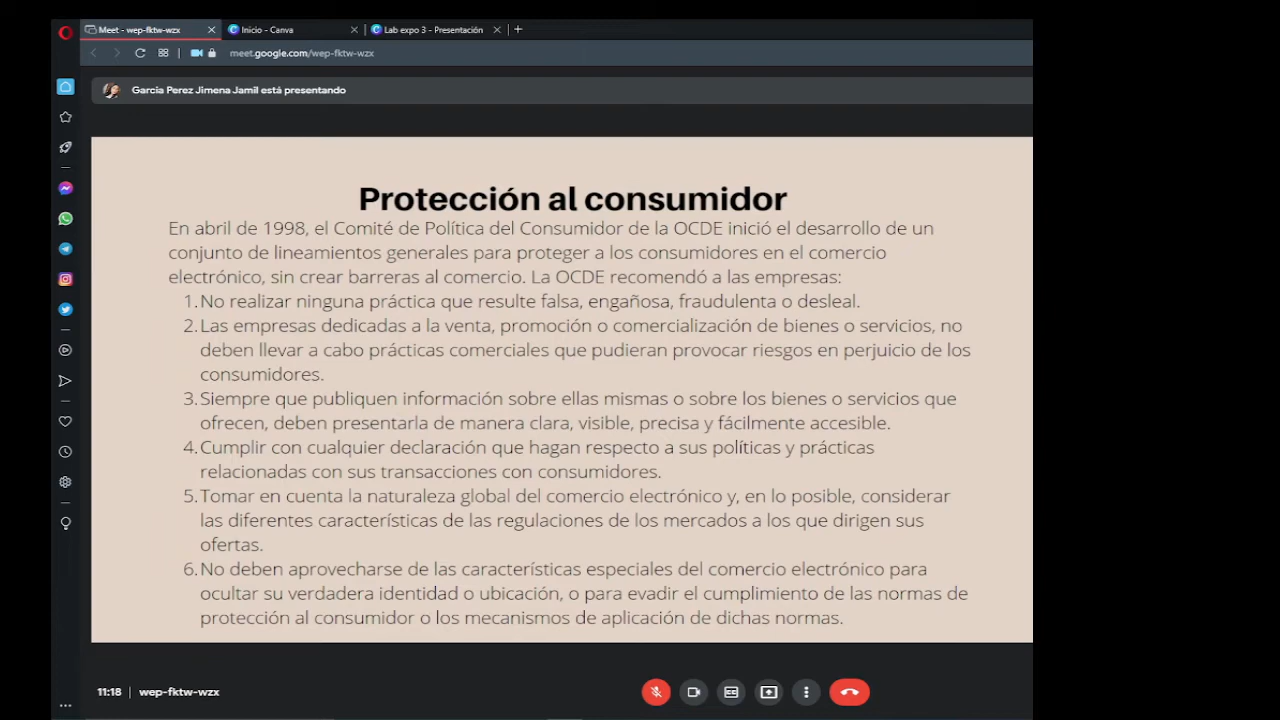 Meet - wep-fktw-wzx
Inicio - Canva
Lab expo 3 - Presentación
meet.google.com/wep-fktw-wzx
Garcia Perez Jimena Jamil está presentando
Protección al consumidor
En abril de 1998, el Comité de Política del Consumidor de la OCDE inició el desarrollo de un
conjunto de lineamientos generales para proteger a los consumidores en el comercio
electrónico, sin crear barreras al comercio. La OCDE recomendó a las empresas:
1. No realizar ninguna práctica que resulte falsa, engañosa, fraudulenta o desleal.
2. Las empresas dedicadas a la venta, promoción o comercialización de bienes o servicios, no
deben llevar a cabo prácticas comerciales que pudieran provocar riesgos en perjuicio de los
consumidores.
3. Siempre que publiquen información sobre ellas mismas o sobre los bienes o servicios que
ofrecen, deben presentarla de manera clara, visible, precisa y fácilmente accesible.
4. Cumplir con cualquier declaración que hagan respecto a sus políticas y prácticas
relacionadas con sus transacciones con consumidores.
5. Tomar en cuenta la naturaleza global del comercio electrónico y, en lo posible, considerar
las diferentes características de las regulaciones de los mercados a los que dirigen sus
ofertas.
6. No deben aprovecharse de las características especiales del comercio electrónico para
ocultar su verdadera identidad o ubicación, o para evadir el cumplimiento de las normas de
protección al consumidor o los mecanismos de aplicación de dichas normas.
11:18 | wep-fktw-wzx